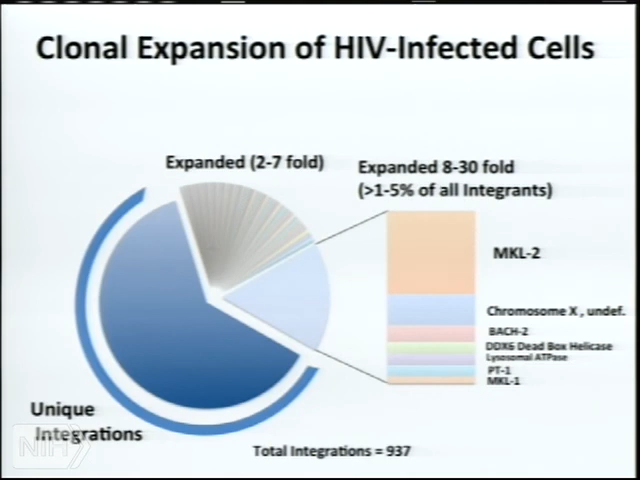 Clonal Expansion of HIV-Infected Cells
Expanded (2-7 fold)
Expanded 8-30 fold
(>1-5% of all Integrants)
MKL-2
Chromosome X , undef.
BACH-2
DDX6 Dead Box Helicase
Lysosomal ATPase
PT-1
MKL-1
Unique
Integrations
NIH
Total Integrations = 937